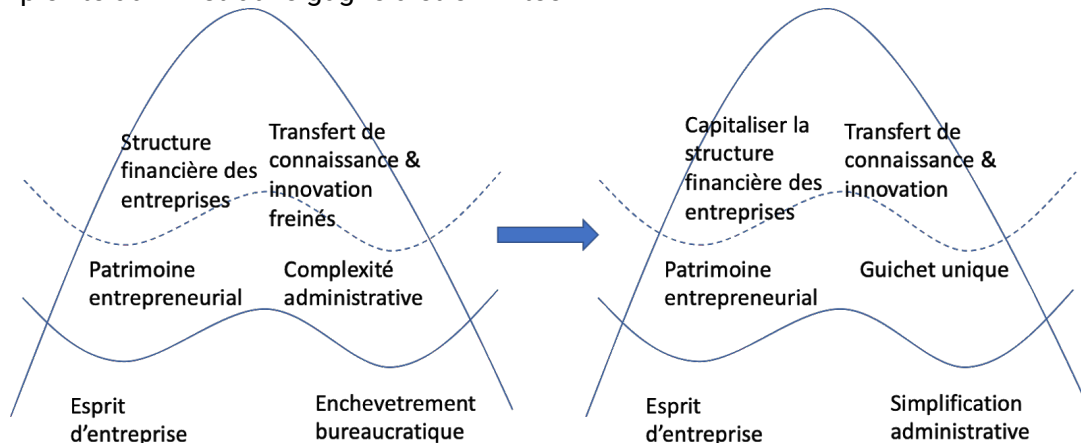 Structure
financière des
entreprises
Transfert de
connaissance &
innovation
freinés
Patrimoine
entrepreneurial
Complexité
administrative
Esprit
d'entreprise
Enchevetrement
bureaucratique
Capitaliser la
structure
financière des
entreprises
Transfert de
connaissance &
innovation
Patrimoine
entrepreneurial
Guichet unique
Esprit
d'entreprise
Simplification
administrative